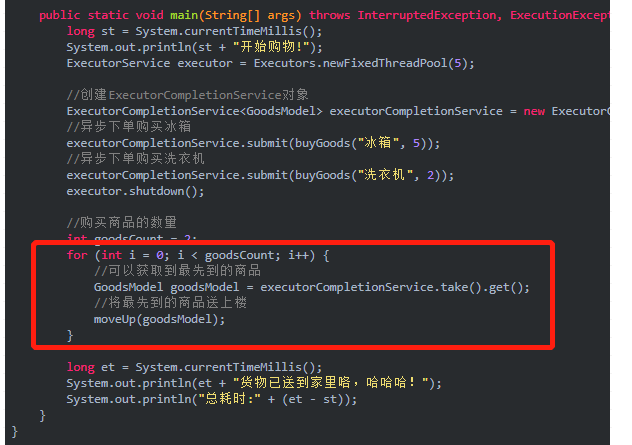 public static void main(String[] args) throws InterruptedException, ExecutionExcep
long st = System.currentTimeMillis();
System.out.println(st + "开始购物!");
ExecutorService executor = Executors.newFixedThreadPool(5);
//创建ExecutorCompletionService对象
ExecutorCompletionService<GoodsModel> executorCompletionService = new ExecutorC
//异步下单购买冰箱
executorCompletionService.submit(buyGoods("冰箱", 5));
//异步下单购买洗衣机
executorCompletionService.submit(buyGoods("洗衣机", 2));
executor.shutdown();
//购买商品的数量
int goodsCount = 2;
for (int i = 0; i < goodsCount; i++) {
//可以获取到最先到的商品
GoodsModel goodsModel = executorCompletionService.take().get();
//将最先到的商品送上楼
moveUp(goodsModel);
}
long et = System.currentTimeMillis();
System.out.println(et + "货物已送到家里咯，哈哈哈！");
System.out.println("总耗时:" + (et - st));
}
}